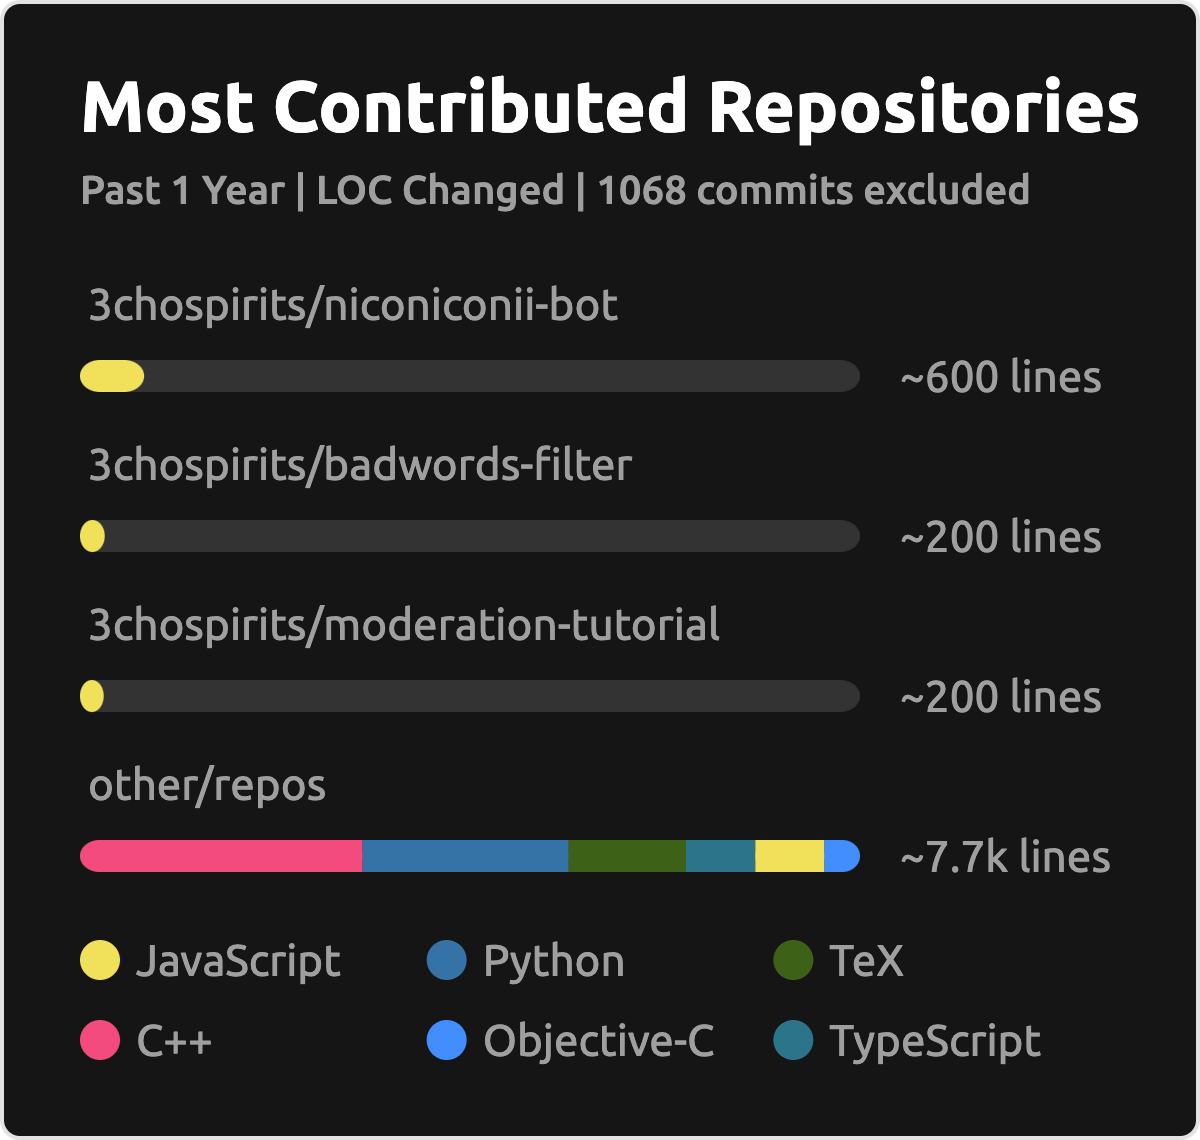 Most Contributed Repositories
Past 1 Year | LOC Changed | 1068 commits excluded
3chospirits/niconiconii-bot
~600 lines
3chospirits/badwords-filter
~200 lines
3chospirits/moderation-tutorial
~200 lines
other/repos
~7.7k lines
JavaScript Python TeX
C++ Objective-C TypeScript